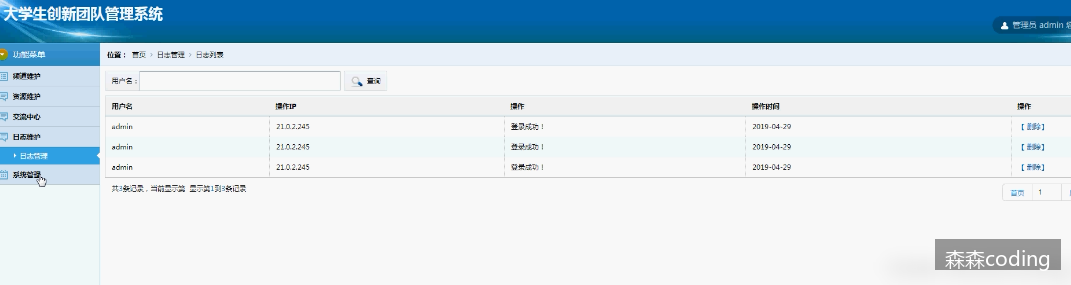 大学生创新团队管理系统
管理员 admin
功能菜单
位置： 首页 › 日志管理 › 日志列表
频道维护
资源维护
交流中心
日志维护
日志管理
系统管理
用户名： 查询
用户名 操作IP 操作 操作时间 操作
admin 21.0.2.245 登录成功！ 2019-04-29 【 删除】
admin 21.0.2.245 登录成功！ 2019-04-29 【 删除】
admin 21.0.2.245 登录成功！ 2019-04-29 【 删除】
共3条记录，当前显示第 显示第1到3条记录
首页 1
森森coding